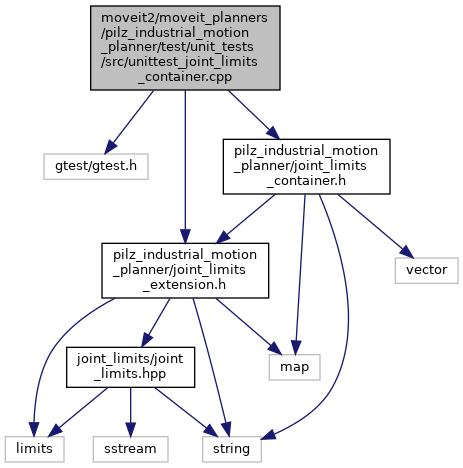 moveit2/moveit_planners
/pilz_industrial_motion
_planner/test/unit_tests
/src/unittest_joint_limits
_container.cpp
gtest/gtest.h
pilz_industrial_motion
_planner/joint_limits
_container.h
pilz_industrial_motion
_planner/joint_limits
_extension.h
vector
joint_limits/joint
_limits.hpp
map
limits
sstream
string